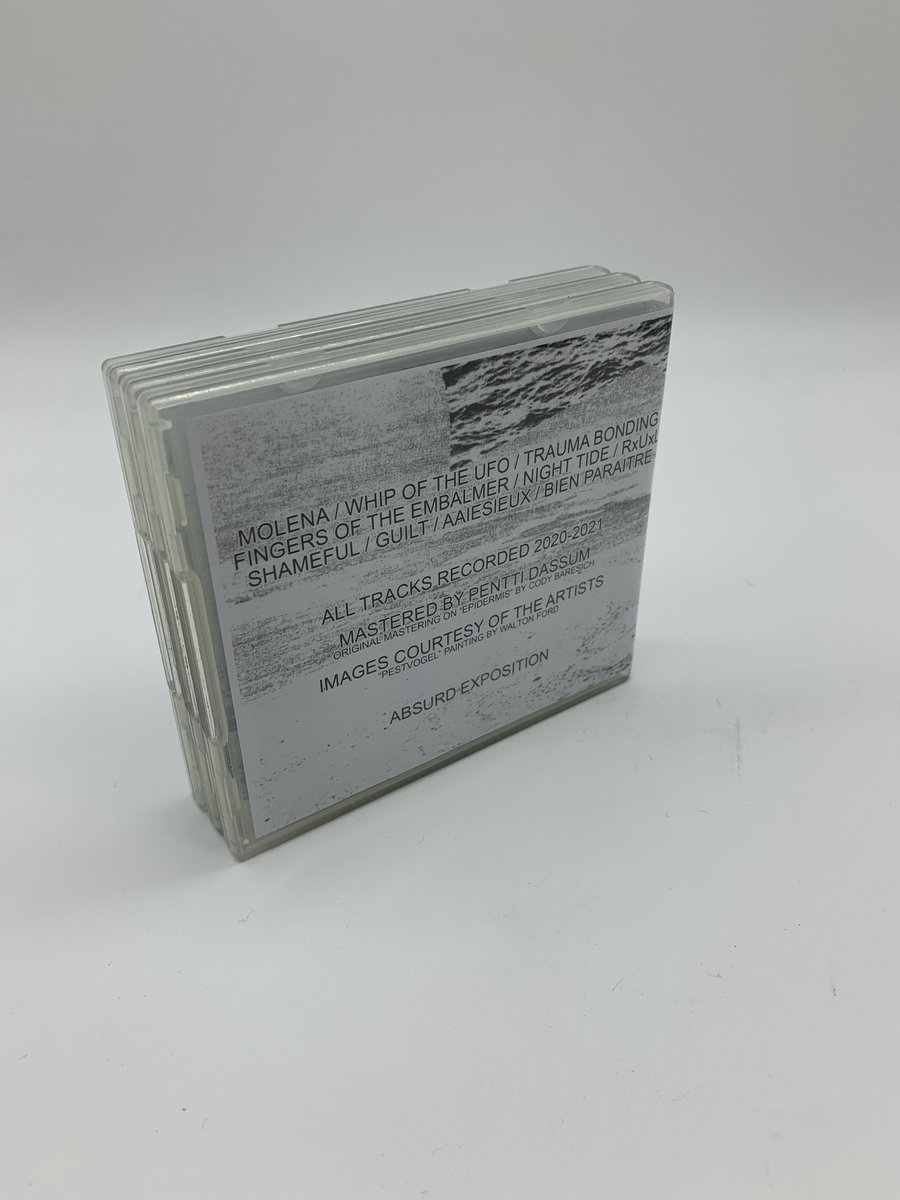 MOLENA / WHIP OF THE UFO / TRAUMA BONDING
FINGERS OF THE EMBALMER / NIGHT TIDE / RxUxL
SHAMEFUL / GUILT / AAIESIEUX / BIEN PARAITRE
ALL TRACKS RECORDED 2020-2021
MASTERED BY PENTTI DASSUM
ORIGINAL MASTERING ON "EPIDERMIS" BY CODY BARESICH
IMAGES COURTESY OF THE ARTISTS
"PESTVOGEL" PAINTING BY WALTON FORD
ABSURD EXPOSITION